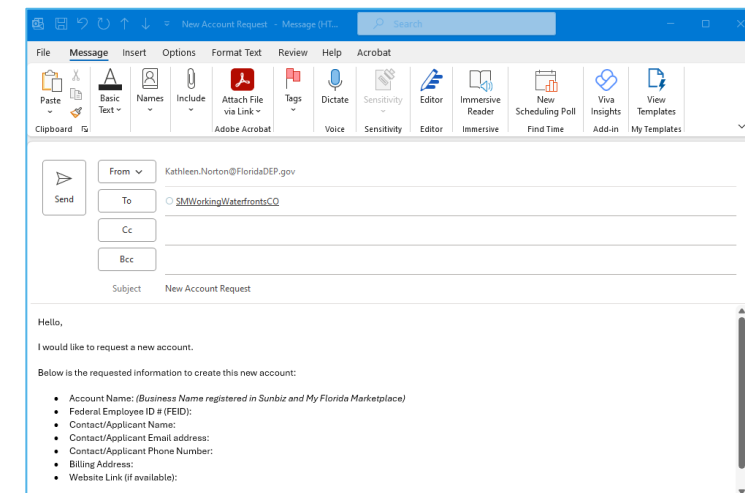 New Account Request - Message (HT...
Search
File Message Insert Options Format Text Review Help Acrobat
Paste
Basic Text
Names
Include
Attach File via Link
Tags
Dictate
Sensitivity
Editor
Immersive Reader
New Scheduling Poll
Viva Insights
View Templates
Clipboard Adobe Acrobat Voice Sensitivity Editor Immersive Find Time Add-in My Templates
Send
From Kathleen.Norton@FloridaDEP.gov
To SMWorkingWaterfrontsCO
Cc
Bcc
Subject New Account Request
Hello,
I would like to request a new account.
Below is the requested information to create this new account:
• Account Name: (Business Name registered in Sunbiz and My Florida Marketplace)
• Federal Employee ID # (FEID):
• Contact/Applicant Name:
• Contact/Applicant Email address:
• Contact/Applicant Phone Number:
• Billing Address:
• Website Link (if available):